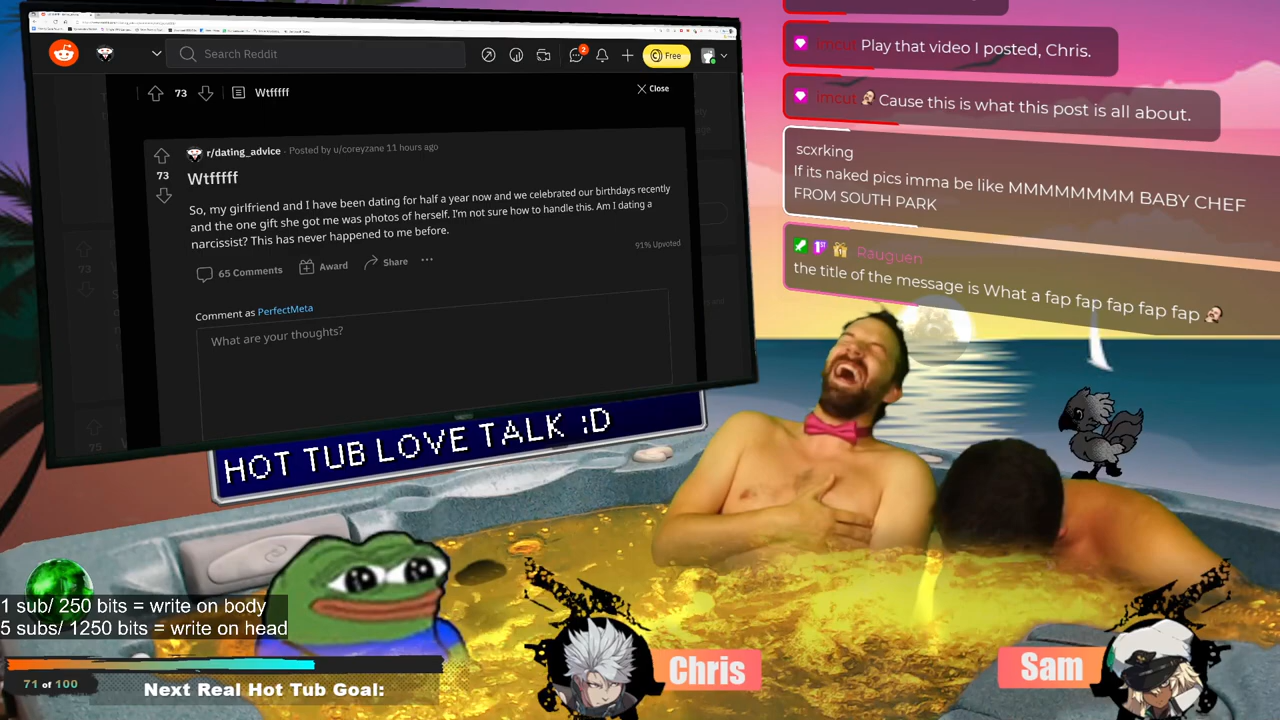 Search Reddit
2
Free
73
Wtfffff
Close
r/dating_advice · Posted by u/coreyzane 11 hours ago
73
Wtfffff
So, my girlfriend and I have been dating for half a year now and we celebrated our birthdays recently
and the one gift she got me was photos of herself. I'm not sure how to handle this. Am I dating a
narcissist? This has never happened to me before.
91% Upvoted
65 Comments
Award
Share
Comment as PerfectMeta
What are your thoughts?
73
75
HOT TUB LOVE TALK :D
imcut Play that video I posted, Chris.
imcut Cause this is what this post is all about.
scxrking
If its naked pics imma be like MMMMMMMM BABY CHEF
FROM SOUTH PARK
1ST
Rauguen
the title of the message is What a fap fap fap fap fap
1 sub/ 250 bits = write on body
5 subs/ 1250 bits = write on head
71 of 100
Next Real Hot Tub Goal:
Chris
Sam